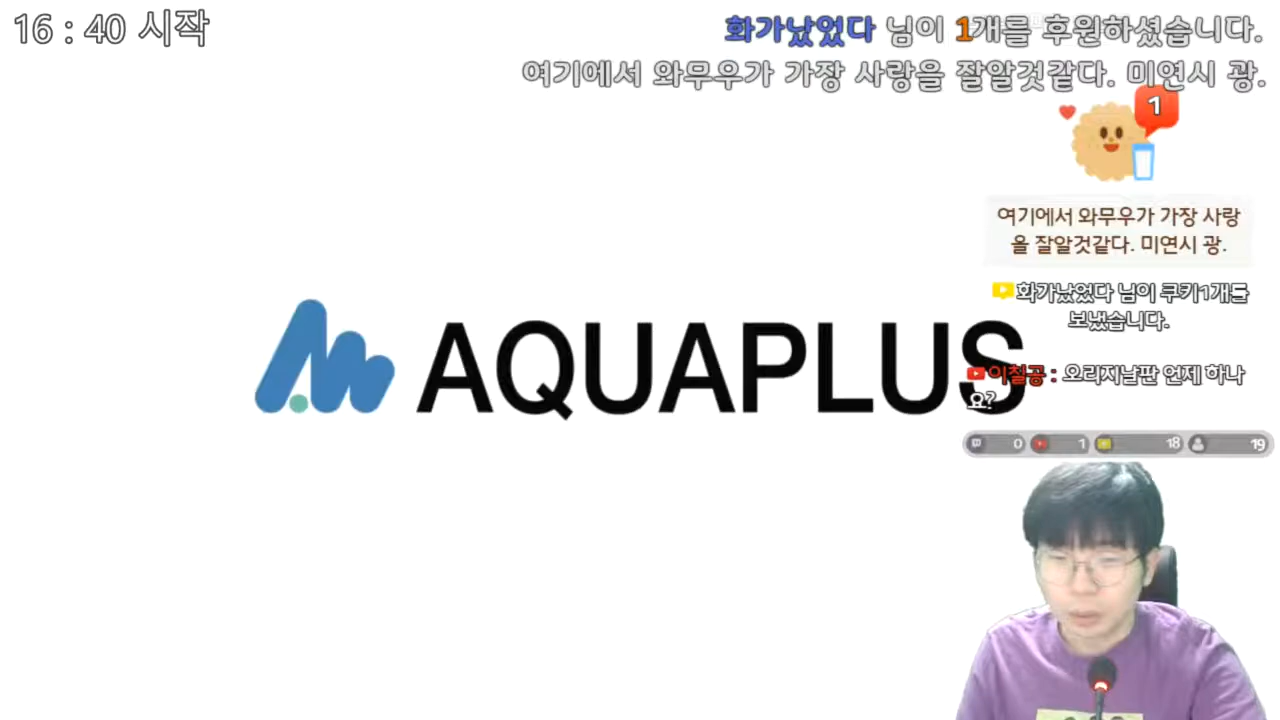 16 : 40 시작
화가났었다 님이 1개를 후원하셨습니다.
여기에서 와무우가 가장 사랑을 잘알것같다. 미연시 광.
1
여기에서 와무우가 가장 사랑
을 잘알것같다. 미연시 광.
화가났었다 님이 쿠키1개를
보냈습니다.
AQUAPLUS
이칠공 : 오리지날판 언제 하나
요?
0 1 18 19